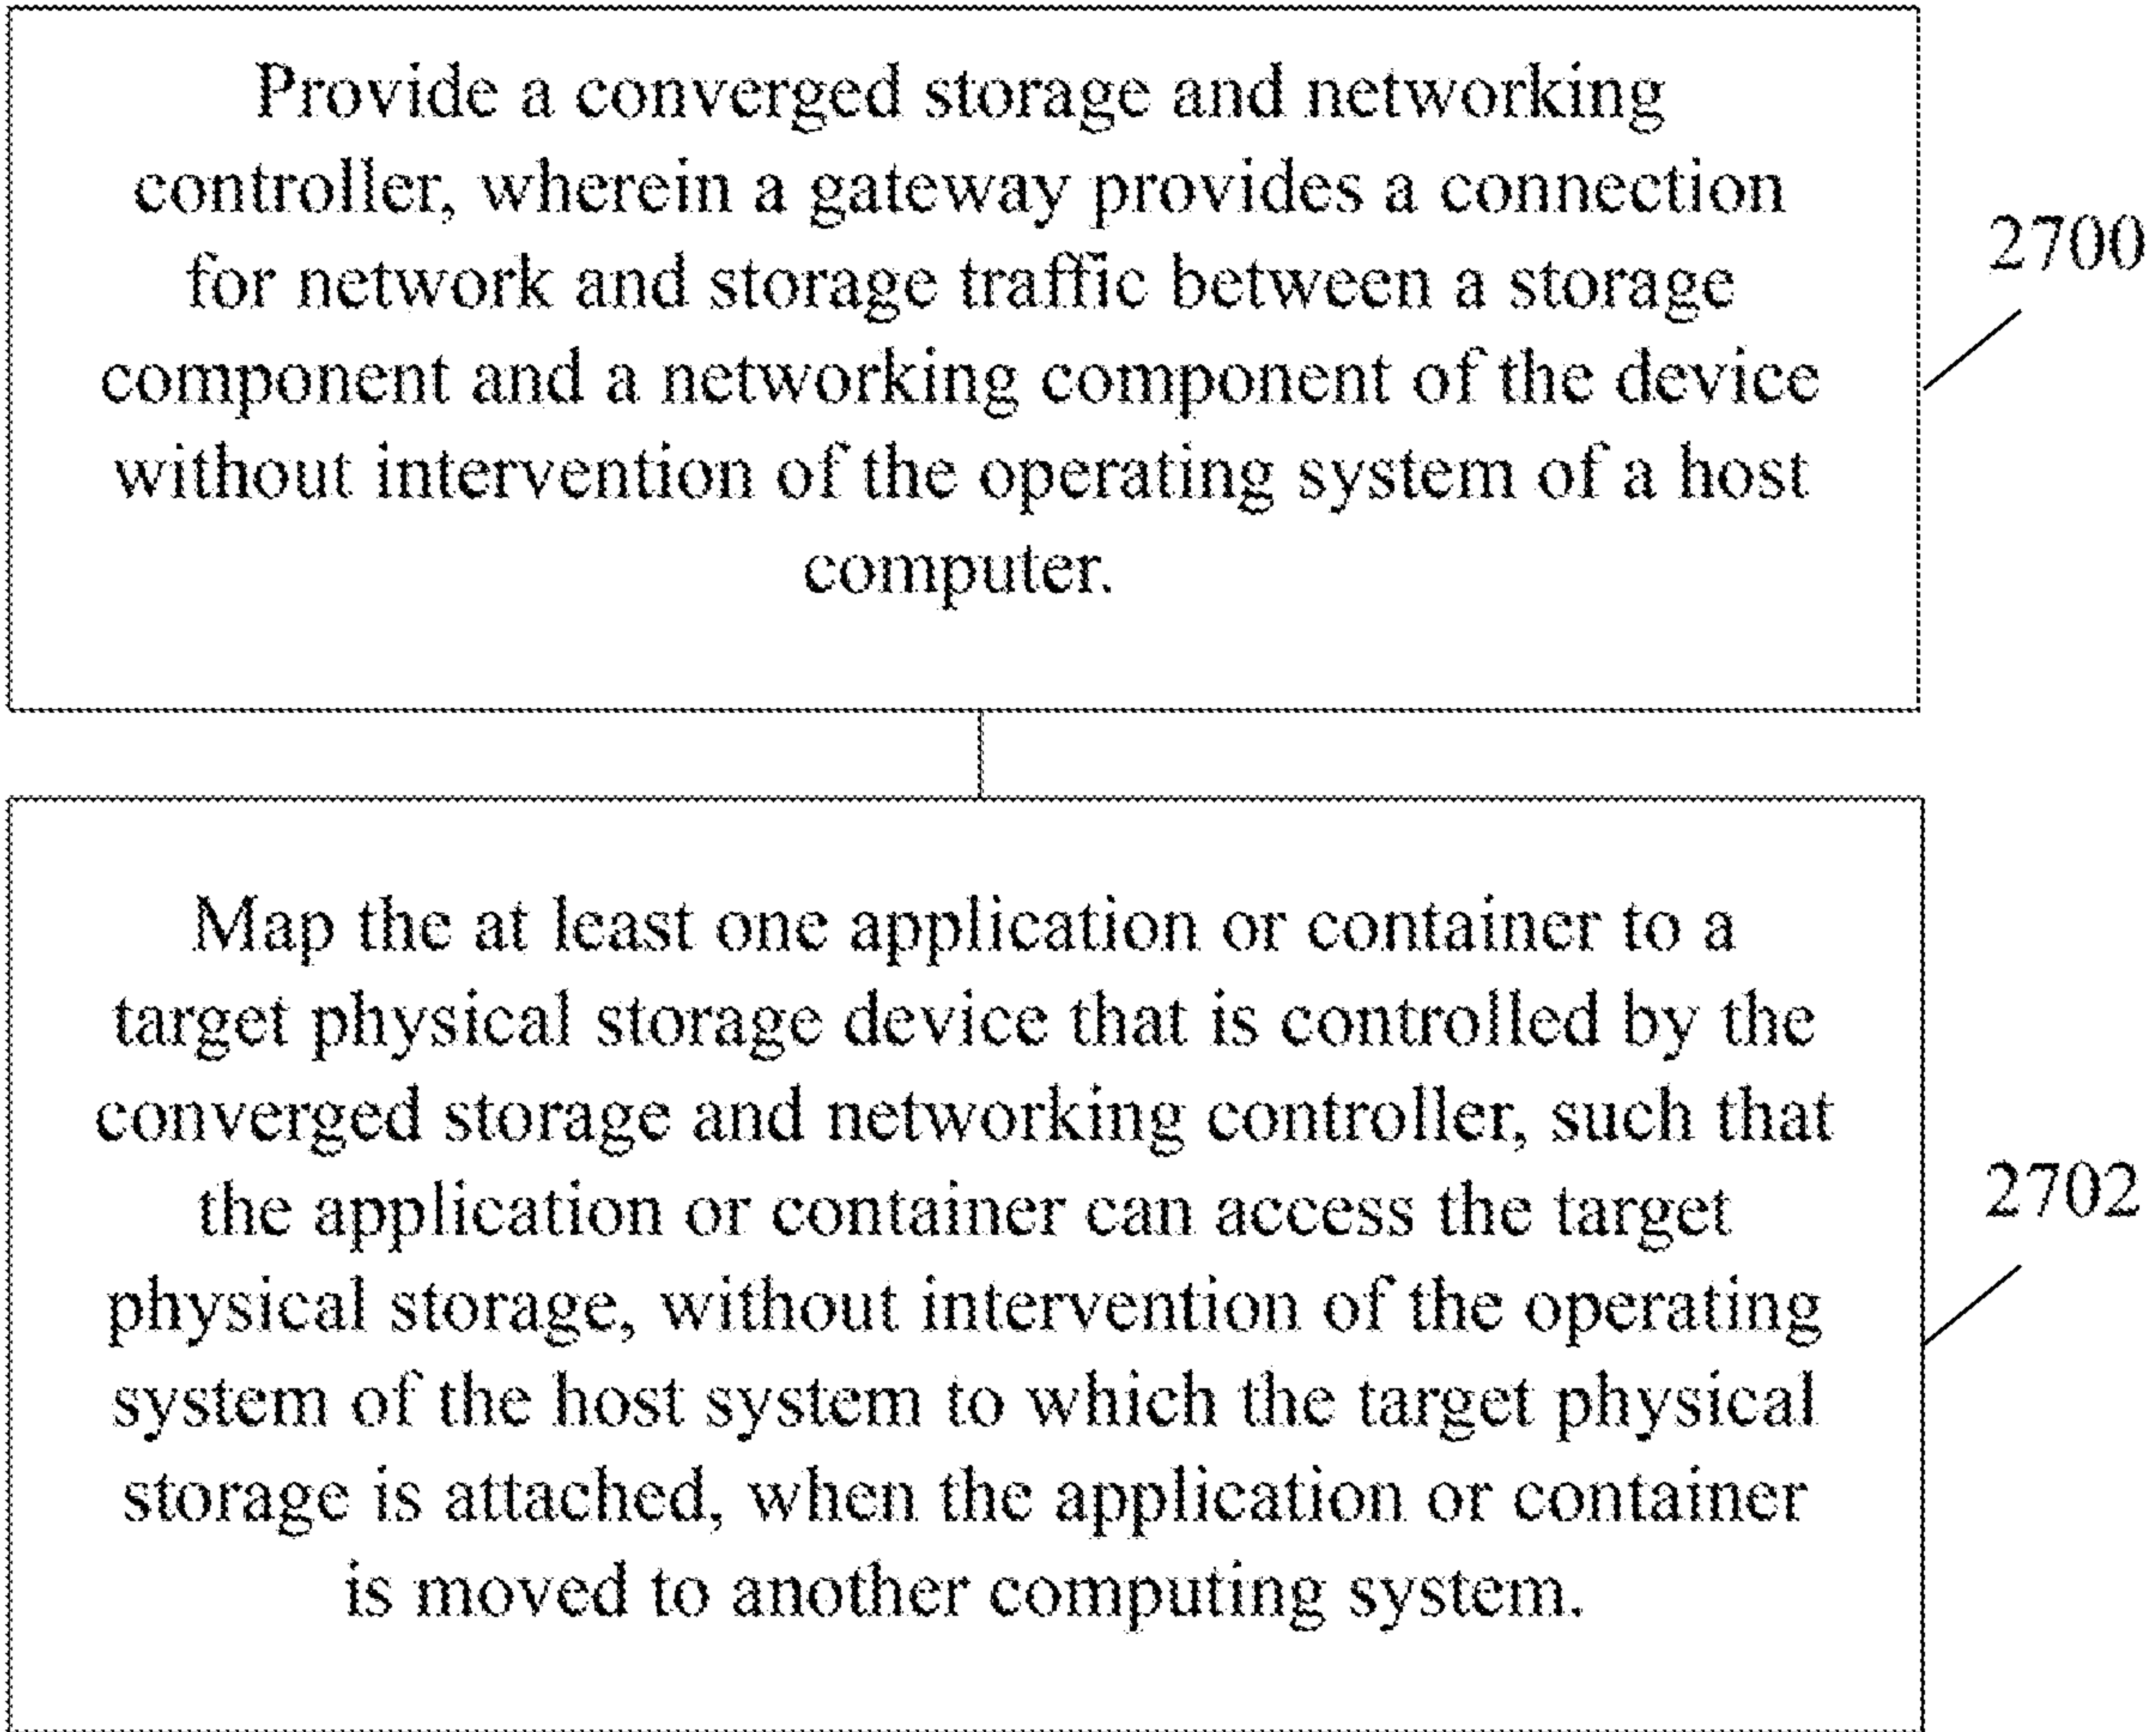 Provide a converged storage and networking
controller, wherein a gateway provides a connection
for network and storage traffic between a storage
component and a networking component of the device
without intervention of the operating system of a host
computer.
2700
Map the at least one application or container to a
target physical storage device that is controlled by the
converged storage and networking controller, such that
the application or container can access the target
physical storage, without intervention of the operating
system of the host system to which the target physical
storage is attached, when the application or container
is moved to another computing system.
2702